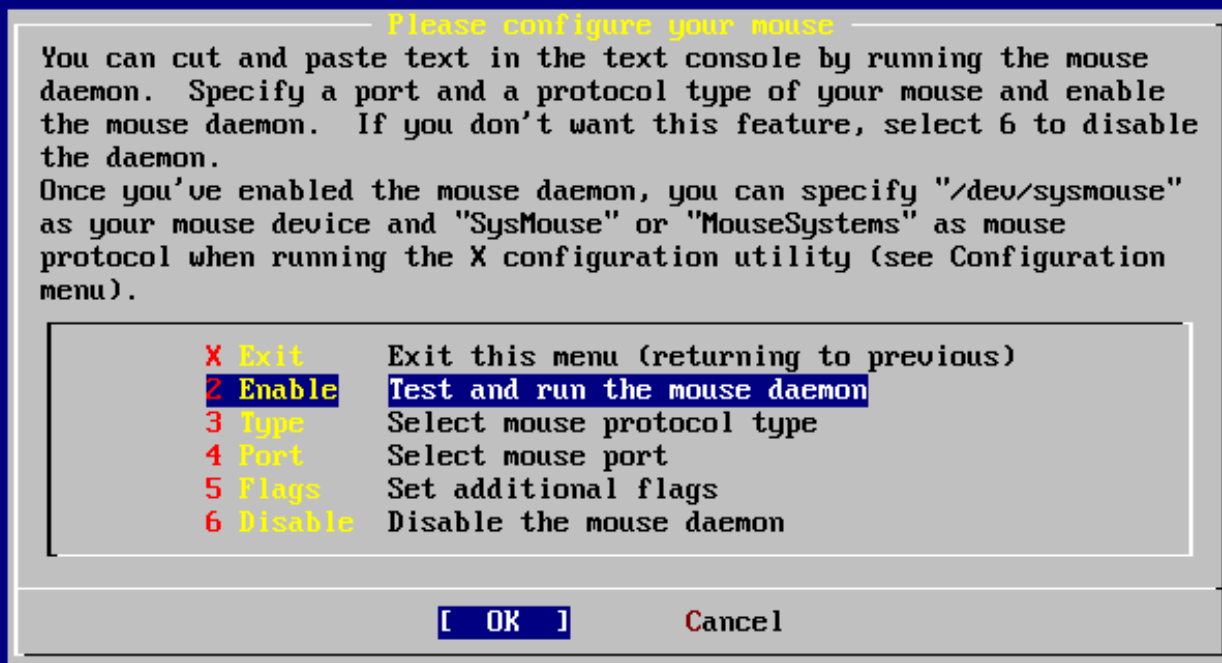 Please configure your mouse
You can cut and paste text in the text console by running the mouse
daemon.  Specify a port and a protocol type of your mouse and enable
the mouse daemon.  If you don't want this feature, select 6 to disable
the daemon.
Once you've enabled the mouse daemon, you can specify "/dev/sysmouse"
as your mouse device and "SysMouse" or "MouseSystems" as mouse
protocol when running the X configuration utility (see Configuration
menu).
X Exit     Exit this menu (returning to previous)
2 Enable   Test and run the mouse daemon
3 Type     Select mouse protocol type
4 Port     Select mouse port
5 Flags    Set additional flags
6 Disable  Disable the mouse daemon
[  OK  ]       Cancel